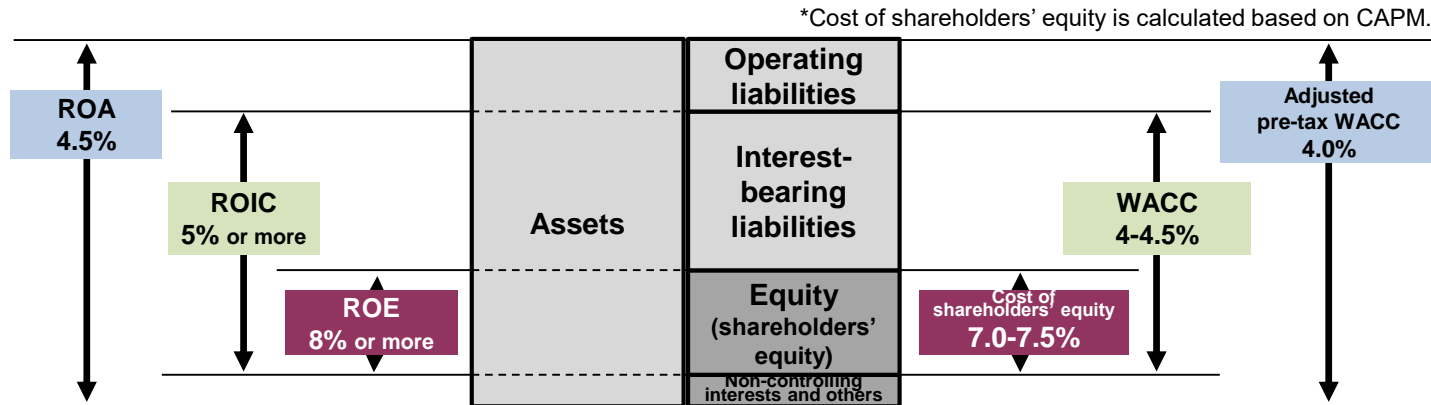 *Cost of shareholders’ equity is calculated based on CAPM.
ROA
4.5%
ROIC
5% or more
ROE
8% or more
Assets
Operating
liabilities
Interest-
bearing
liabilities
Equity
(shareholders’
equity)
Non-controlling
interests and others
Cost of
shareholders’ equity
7.0-7.5%
WACC
4-4.5%
Adjusted
pre-tax WACC
4.0%